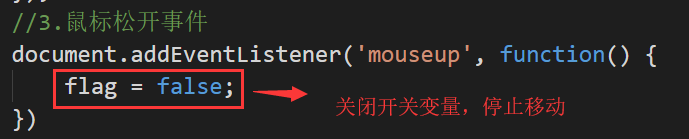 //3.鼠标松开事件
document.addEventListener('mouseup', function() {
flag = false;
关闭开关变量，停止移动
})